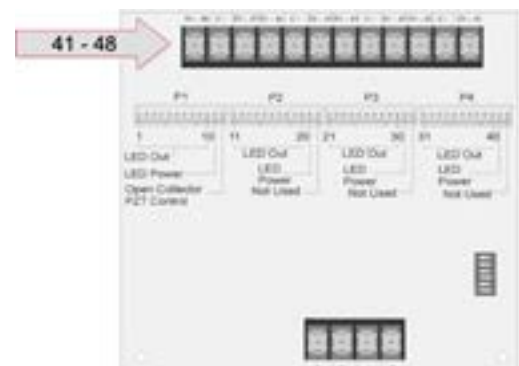 41 - 48
P1 P2 P3 P4
1 10 11 20 21 30 31 40
LED Out LED Out LED Out LED Out
LED Power LED Power LED Power LED Power
Open Collector Not Used Not Used Not Used
PZT Control